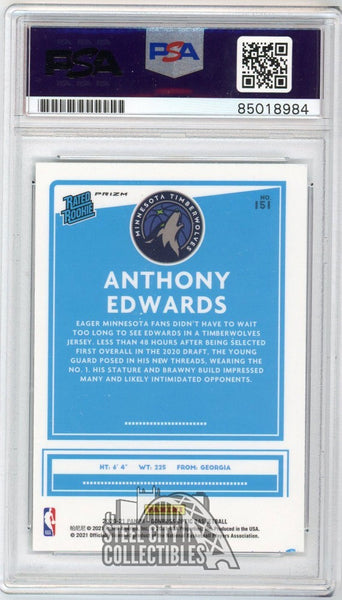 PSA
PSA
85018984
RATED ROOKIE
PRIZM
MINNESOTA TIMBERWOLVES
NO.
151
ANTHONY
EDWARDS
EAGER MINNESOTA FANS DIDN'T HAVE TO WAIT
TOO LONG TO SEE EDWARDS IN A TIMBERWOLVES
JERSEY. LESS THAN 48 HOURS AFTER BEING SELECTED
FIRST OVERALL IN THE 2020 DRAFT, THE YOUNG
GUARD POSED IN HIS NEW THREADS, WEARING
THE NO. 1. HIS STATURE AND BRAWNY BUILD IMPRESSED
MANY AND LIKELY INTIMIDATED OPPONENTS.
HT: 6' 4" WT: 225 FROM: GEORGIA
PANINI
NBA
STEEL CITY
COLLECTIBLES